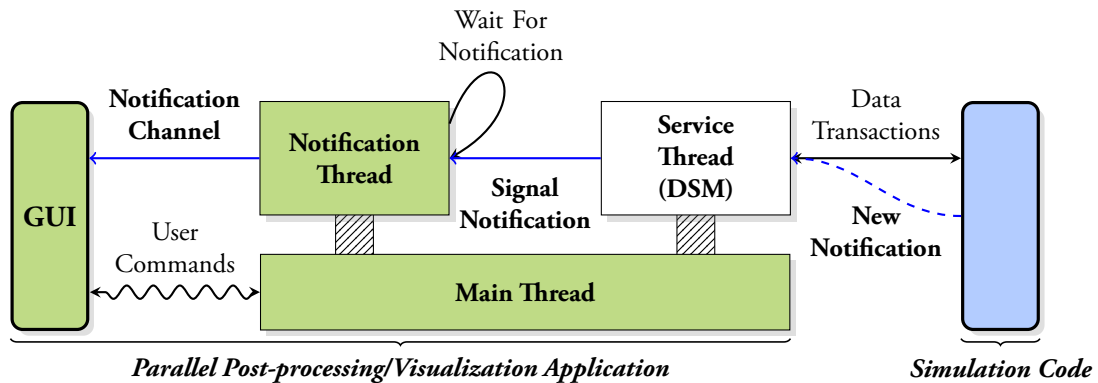 Wait For
Notification
Notification
Channel
Notification
Thread
Service
Thread
(DSM)
Data
Transactions
Signal
Notification
New
Notification
GUI
User
Commands
Main Thread
Parallel Post-processing/Visualization Application
Simulation Code